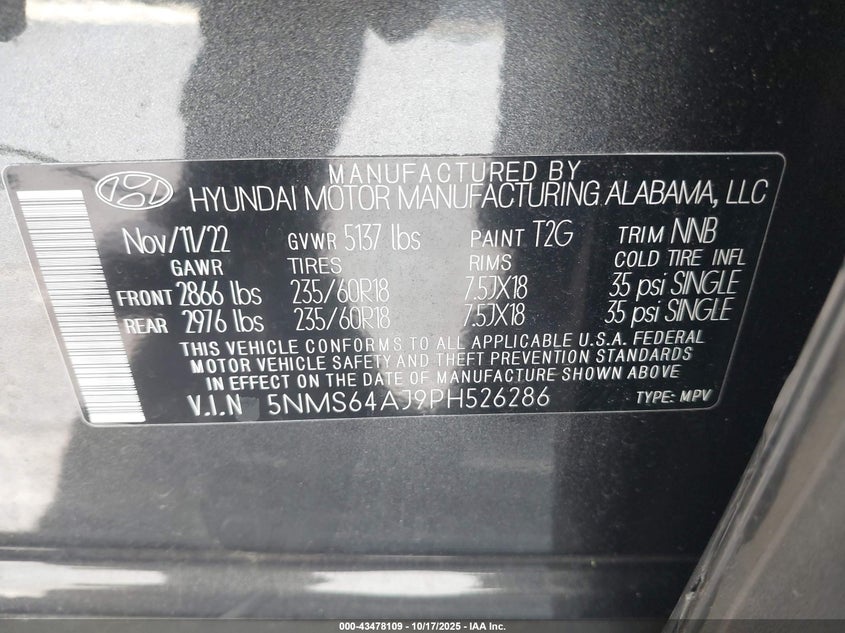 MANUFACTURED BY
HYUNDAI MOTOR MANUFACTURING ALABAMA, LLC
Nov/11/22 GVWR 5137 lbs PAINT T2G TRIM NNB
GAWR TIRES RIMS COLD TIRE INFL
FRONT 2866 lbs 235/60R18 7.5JX18 35 psi SINGLE
REAR 2976 lbs 235/60R18 7.5JX18 35 psi SINGLE
THIS VEHICLE CONFORMS TO ALL APPLICABLE U.S.A. FEDERAL
MOTOR VEHICLE SAFETY AND THEFT PREVENTION STANDARDS
IN EFFECT ON THE DATE OF MANUFACTURE SHOWN ABOVE
V.I.N 5NMS64AJ9PH526286 TYPE: MPV
000-43478109 - 10/17/2025 - IAA Inc.